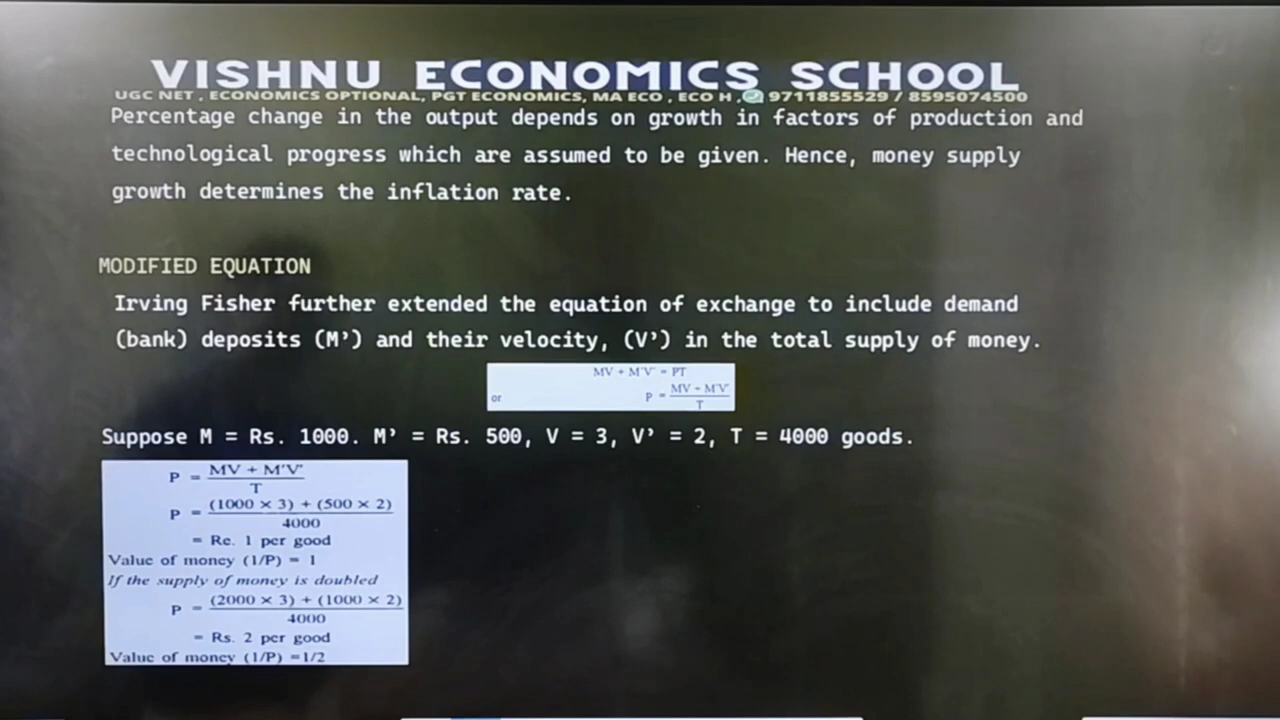 VISHNU ECONOMICS SCHOOL
UGC NET , ECONOMICS OPTIONAL, PGT ECONOMICS, MA ECO , ECO H , 9711855529 / 8595074500
Percentage change in the output depends on growth in factors of production and
technological progress which are assumed to be given. Hence, money supply
growth determines the inflation rate.
MODIFIED EQUATION
Irving Fisher further extended the equation of exchange to include demand
(bank) deposits (M’) and their velocity, (V’) in the total supply of money.
MV + M'V' = PT
or P = MV + M'V' / T
Suppose M = Rs. 1000. M’ = Rs. 500, V = 3, V’ = 2, T = 4000 goods.
P = MV + M'V' / T
P = (1000 × 3) + (500 × 2) / 4000
= Re. 1 per good
Value of money (1/P) = 1
If the supply of money is doubled
P = (2000 × 3) + (1000 × 2) / 4000
= Rs. 2 per good
Value of money (1/P) =1/2